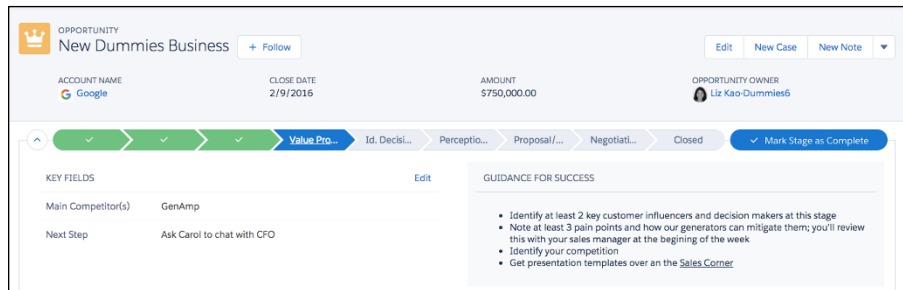 OPPORTUNITY
New Dummies Business
+ Follow
Edit
New Case
New Note
ACCOUNT NAME
CLOSE DATE
AMOUNT
OPPORTUNITY OWNER
Google
2/9/2016
$750,000.00
Liz Kao-Dummies6
Value Pro...
Id. Decisi...
Perceptio...
Proposal/...
Negotiati...
Closed
Mark Stage as Complete
KEY FIELDS
Edit
Main Competitor(s)
GenAmp
Next Step
Ask Carol to chat with CFO
GUIDANCE FOR SUCCESS
• Identify at least 2 key customer influencers and decision makers at this stage
• Note at least 3 pain points and how our generators can mitigate them; you'll review
this with your sales manager at the begining of the week
• Identify your competition
• Get presentation templates over an the Sales Corner